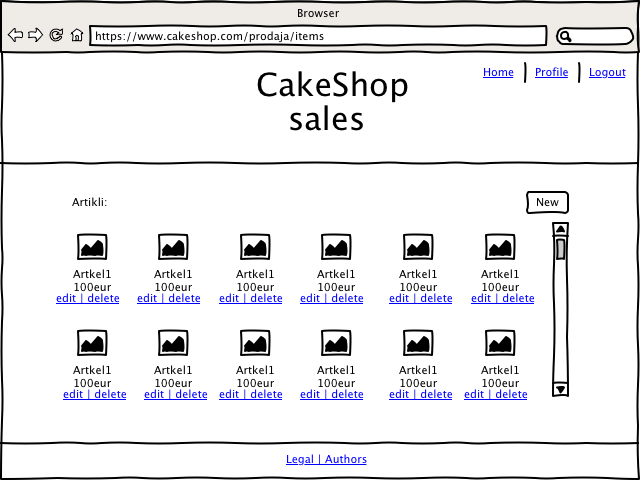 Browser
https://www.cakeshop.com/prodaja/items
Home Profile Logout
CakeShop
sales
Artikli: New
Artkel1 Artkel1 Artkel1 Artkel1 Artkel1 Artkel1
100eur 100eur 100eur 100eur 100eur 100eur
edit | delete edit | delete edit | delete edit | delete edit | delete edit | delete
Artkel1 Artkel1 Artkel1 Artkel1 Artkel1 Artkel1
100eur 100eur 100eur 100eur 100eur 100eur
edit | delete edit | delete edit | delete edit | delete edit | delete edit | delete
Legal | Authors